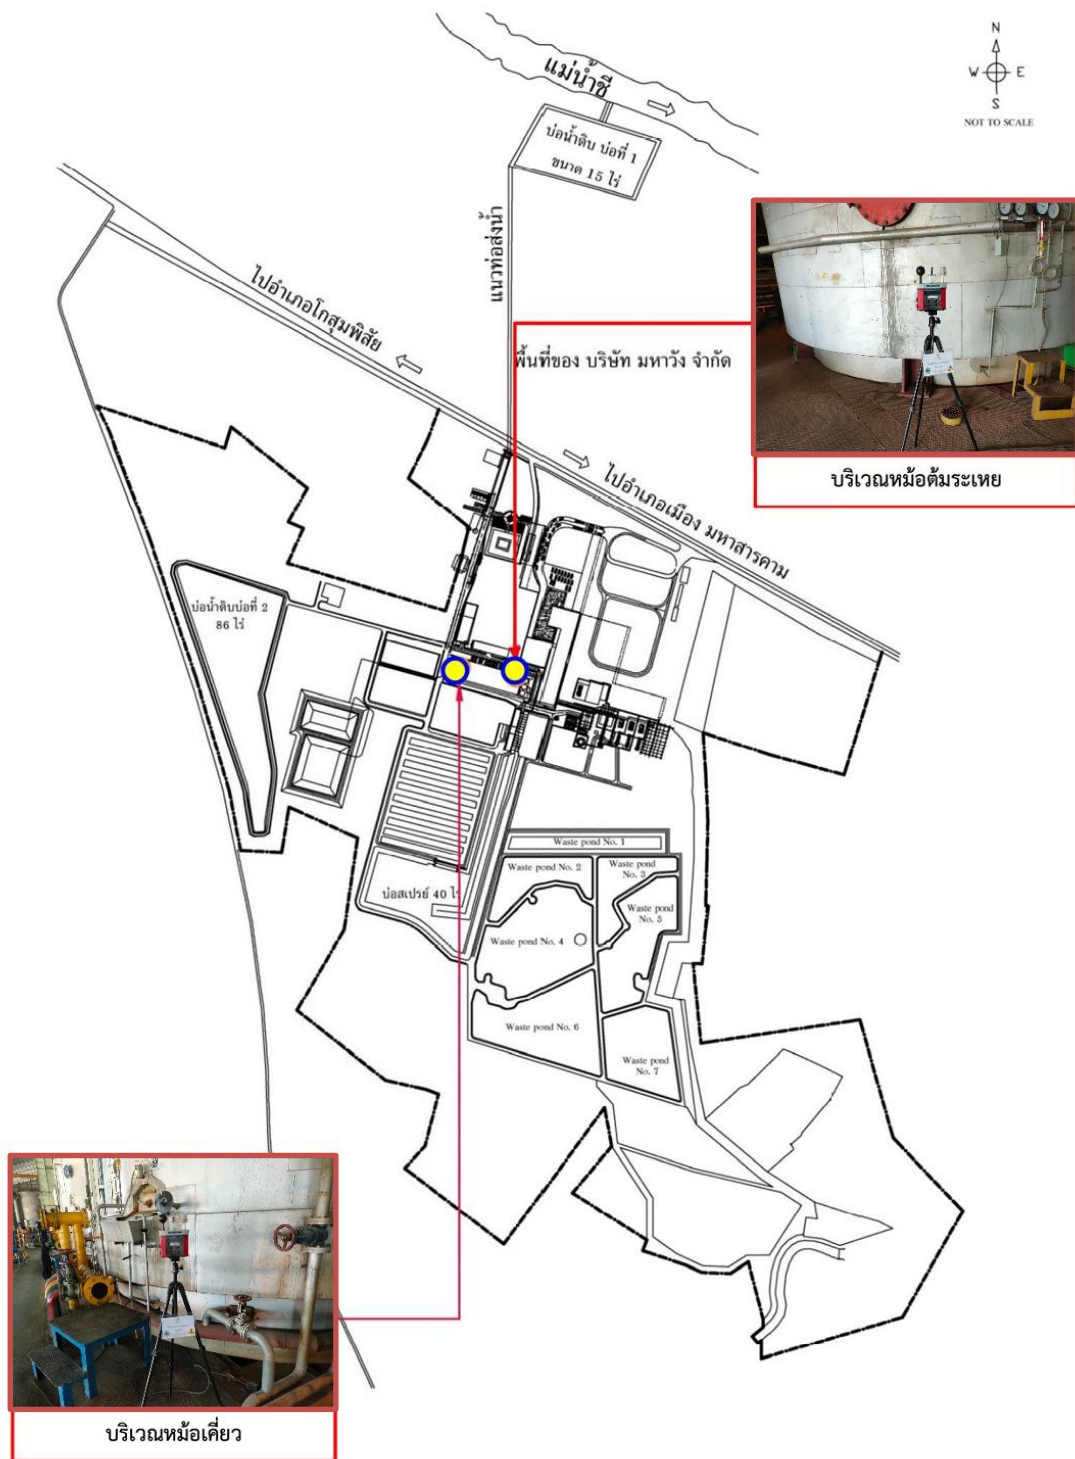 แม่น้ำชี
N
W E
S
NOT TO SCALE
บ่อน้ำดิบ บ่อที่ 1
ขนาด 15 ไร่
แนวท่อส่งน้ำ
ไปอำเภอโกสุมพิสัย
พื้นที่ของ บริษัท มหาวัง จำกัด
บริเวณหม้อต้มระเหย
ไปอำเภอเมือง มหาสารคาม
บ่อน้ำดิบบ่อที่ 2
86 ไร่
Waste pond No. 1
Waste pond No. 2
Waste pond
No. 3
บ่อสเปรย์ 40 ไร่
Waste pond
No. 5
Waste pond No. 4
Waste pond No. 6
Waste pond
No. 7
บริเวณหม้อเคี่ยว